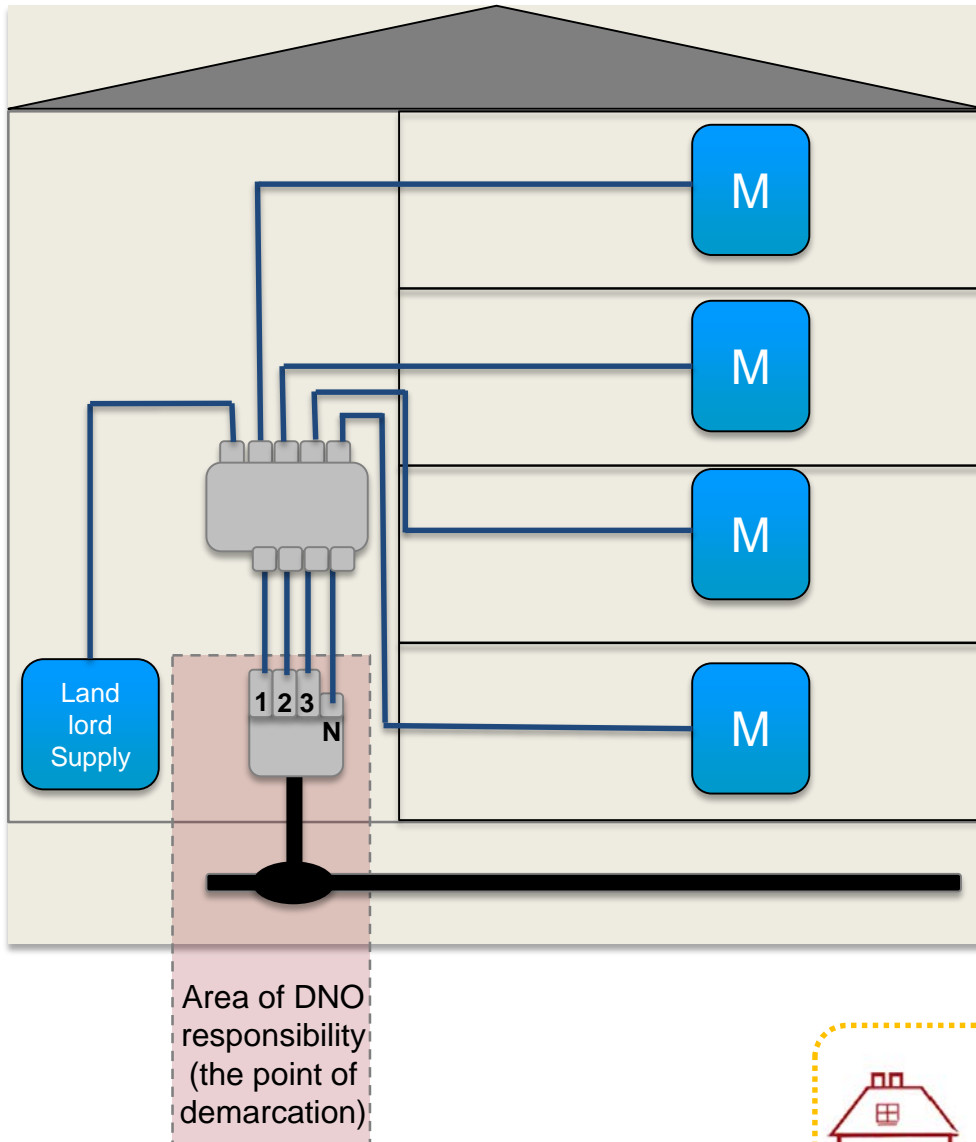 M
M
M
M
Land
lord
Supply
1 2 3
N
Area of DNO
responsibility
(the point of
demarcation)